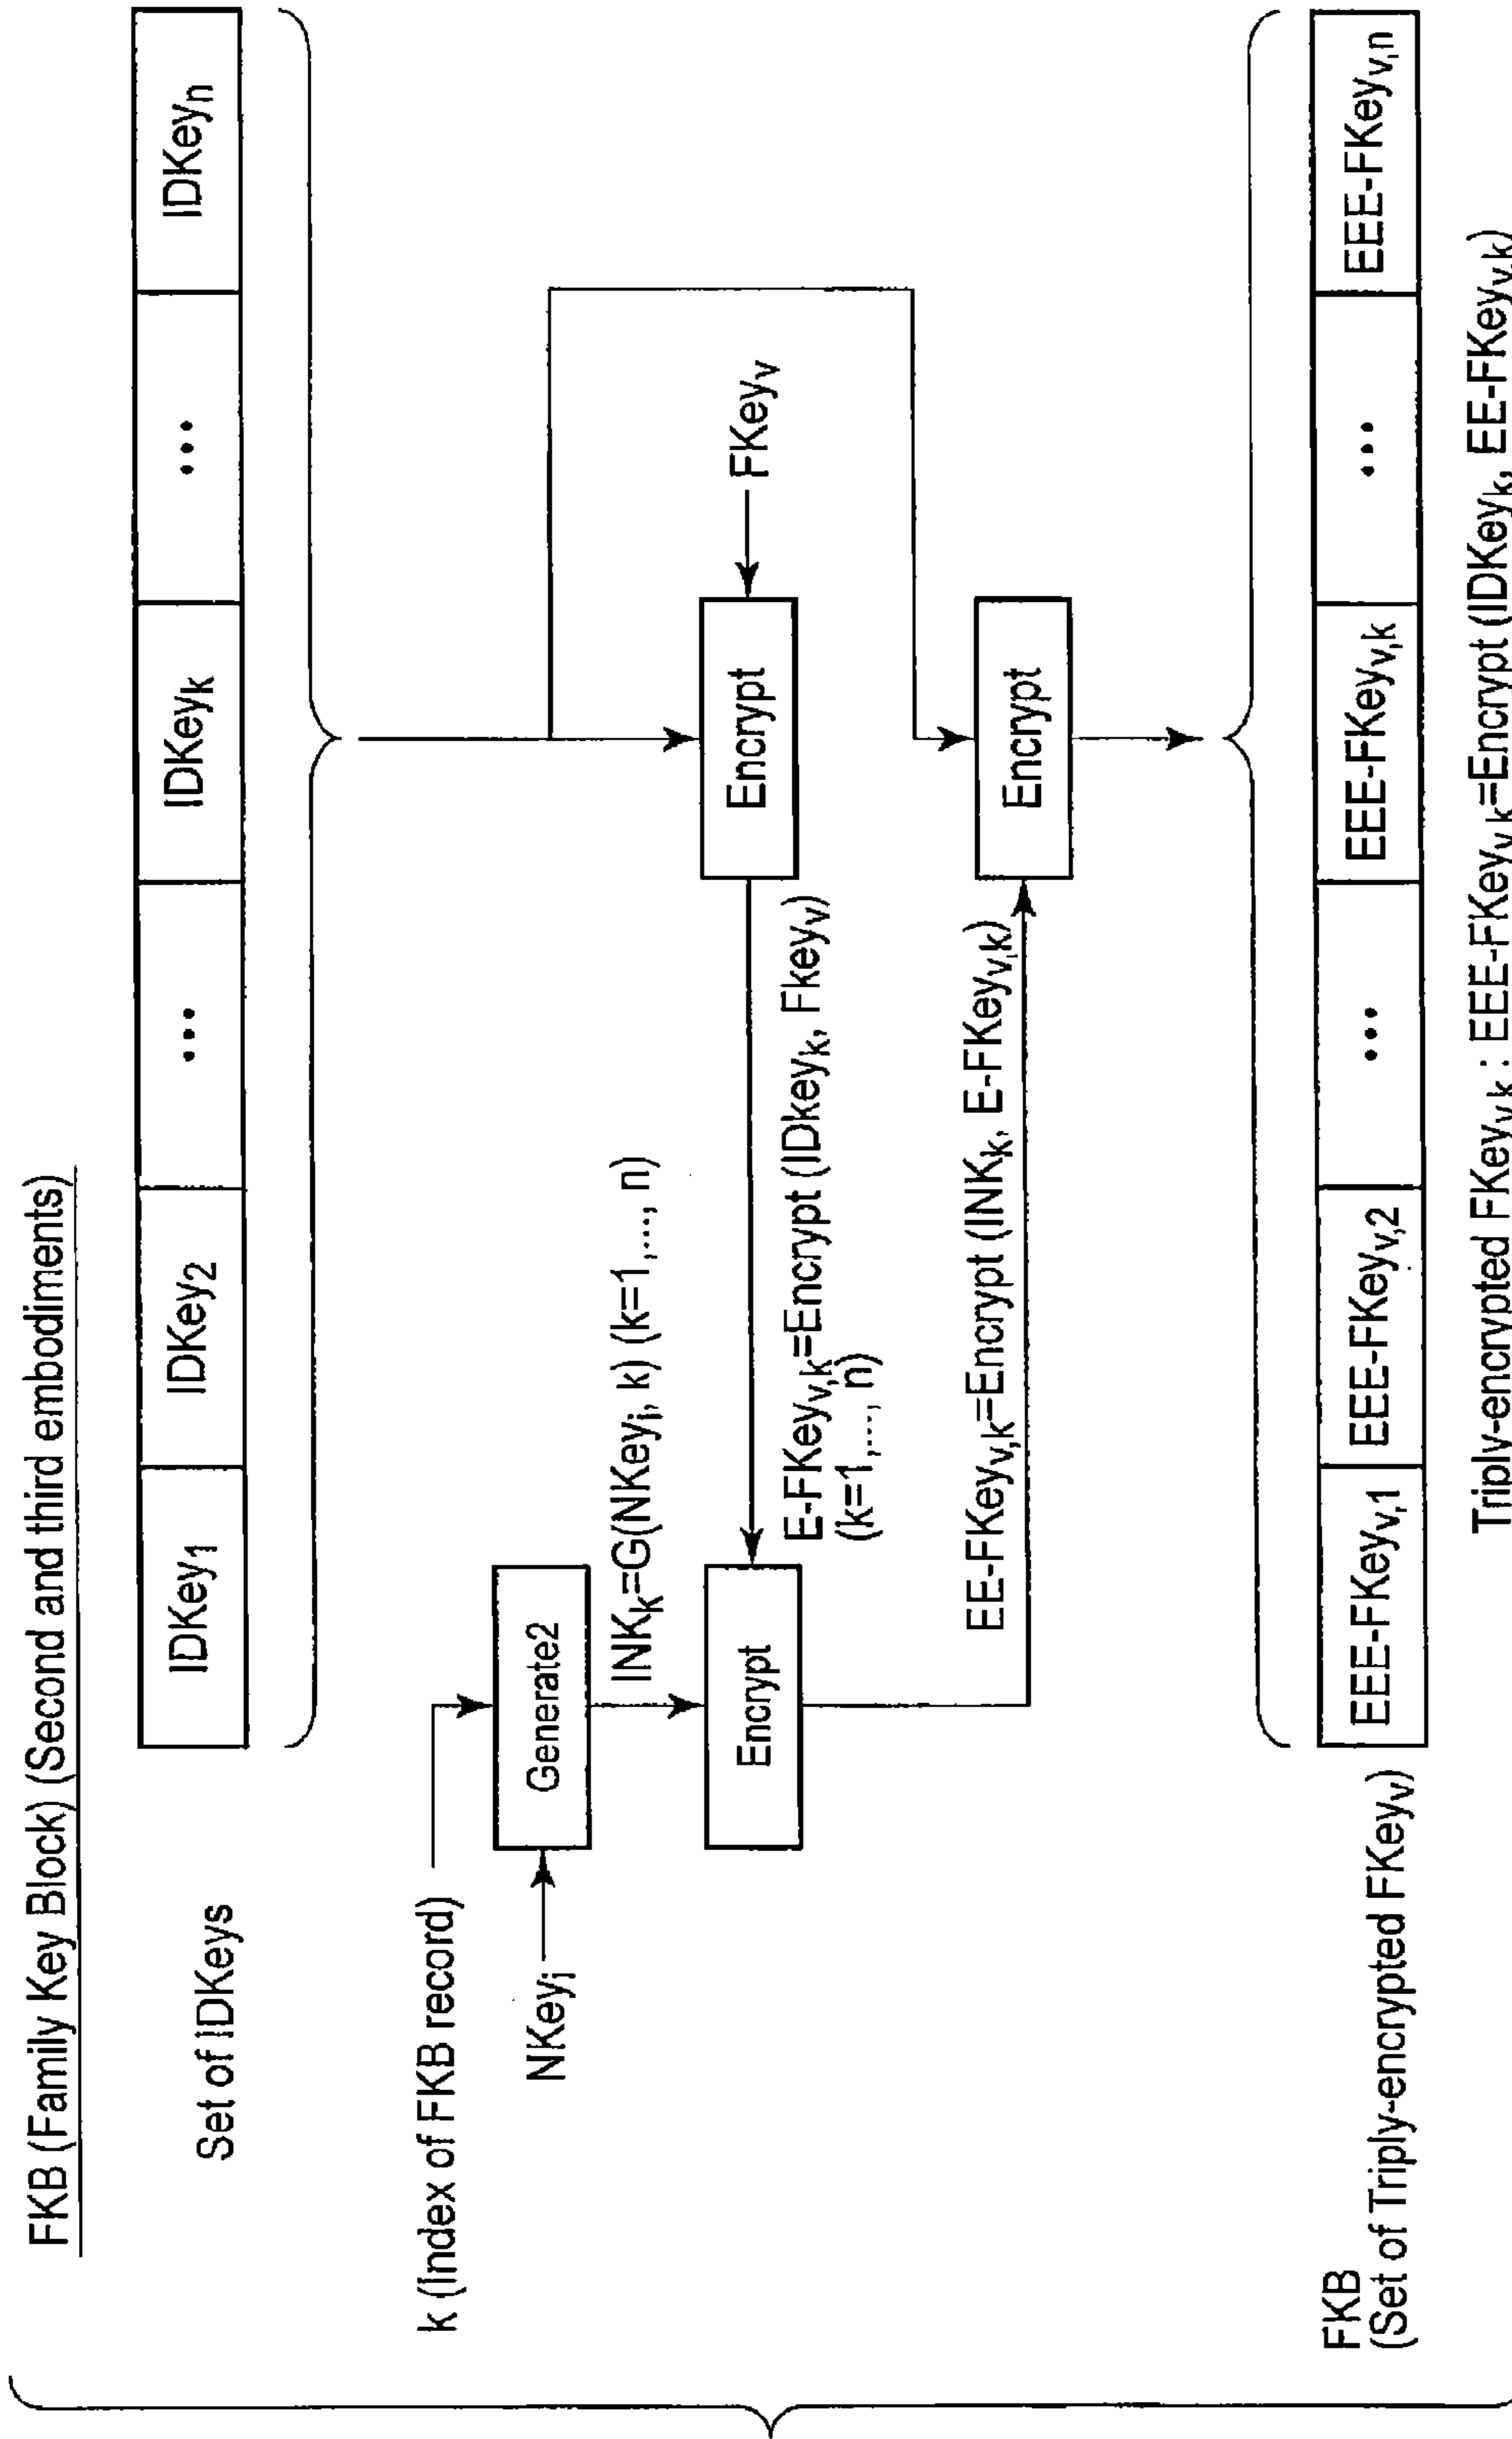 FKB (Family Key Block) (Second and third embodiments)
Set of IDKeys
IDKey1
IDKey2
...
IDKeyk
...
IDKeyn
k (Index of FKB record)
NKeyi
Generate2
INKk=G(NKeyi, k) (k=1,..., n)
Encrypt
FKeyv
Encrypt
E-FKeyv,k=Encrypt (IDkeyk, Fkeyv)
(k=1,..., n)
EE-FKeyv,k=Encrypt (INKk, E-FKeyv,k)
Encrypt
FKB
(Set of Triply-encrypted FKeyv)
EEE-FKeyv,1
EEE-FKeyv,2
...
EEE-FKeyv,k
...
EEE-FKeyv,n
Triply-encrypted FKeyv,k : EEE-FKeyv,k=Encrypt (IDKeyk, EE-FKeyv,k)